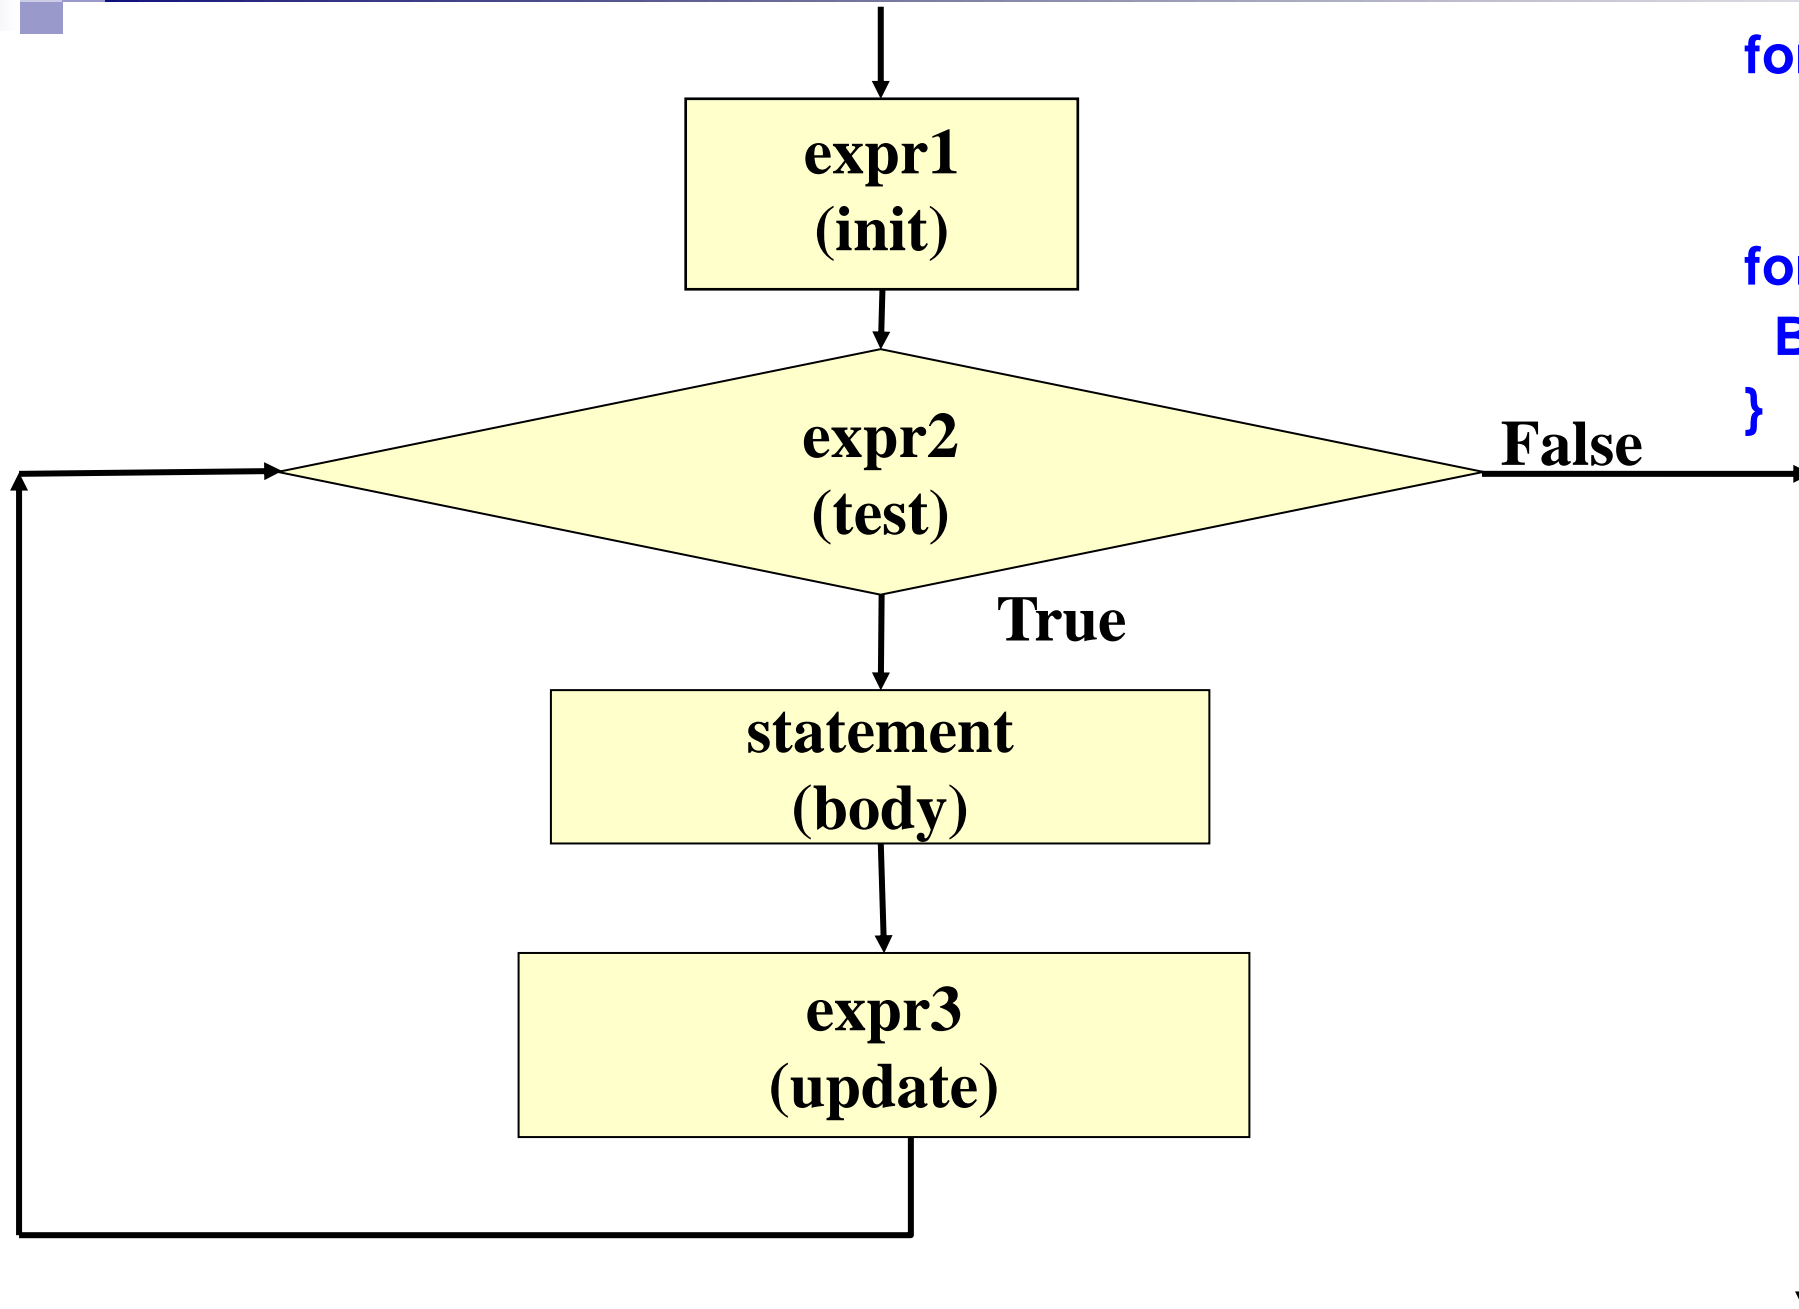 expr1
(init)
expr2
(test)
False
True
statement
(body)
expr3
(update)
}